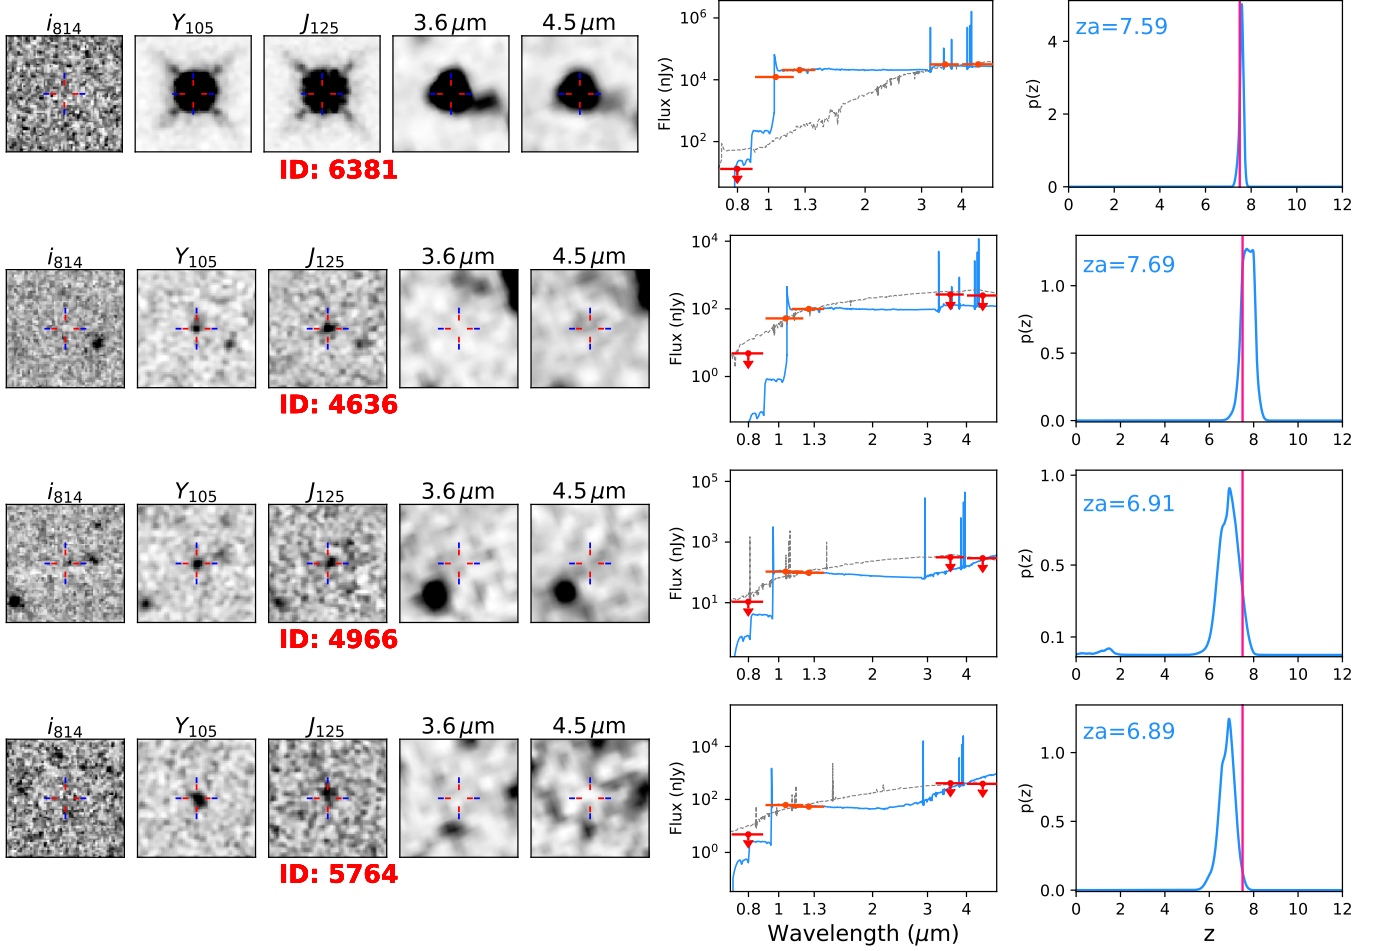 i814 Y105 J125 3.6 μm 4.5 μm
ID: 6381
Flux (nJy)
10^6
10^4
10^2
0.8 1 1.3 2 3 4
p(z)
4
2
0
0 2 4 6 8 10 12
za=7.59
i814 Y105 J125 3.6 μm 4.5 μm
ID: 4636
Flux (nJy)
10^4
10^2
10^0
0.8 1 1.3 2 3 4
p(z)
1.0
0.5
0.0
0 2 4 6 8 10 12
za=7.69
i814 Y105 J125 3.6 μm 4.5 μm
ID: 4966
Flux (nJy)
10^5
10^3
10^1
0.8 1 1.3 2 3 4
p(z)
1.0
0.5
0.1
0 2 4 6 8 10 12
za=6.91
i814 Y105 J125 3.6 μm 4.5 μm
ID: 5764
Flux (nJy)
10^4
10^2
10^0
0.8 1 1.3 2 3 4
Wavelength (μm)
p(z)
1.0
0.5
0.0
0 2 4 6 8 10 12
za=6.89
z